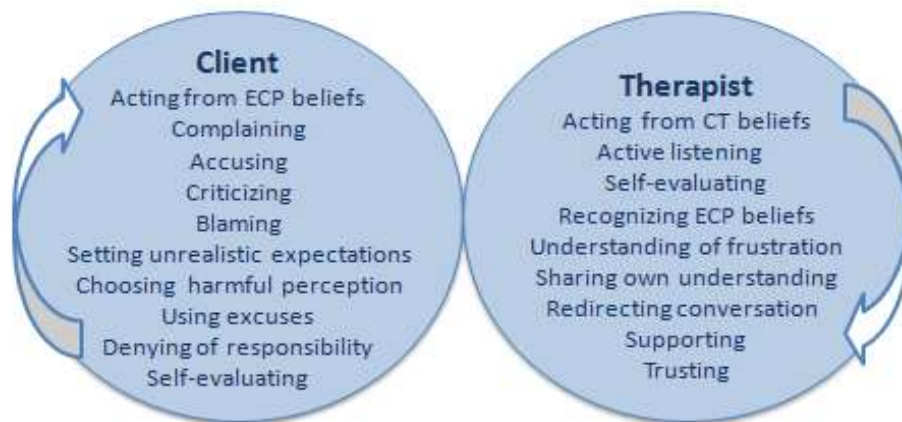 Client
Acting from ECP beliefs
Complaining
Accusing
Criticizing
Blaming
Setting unrealistic expectations
Choosing harmful perception
Using excuses
Denying of responsibility
Self-evaluating
Therapist
Acting from CT beliefs
Active listening
Self-evaluating
Recognizing ECP beliefs
Understanding of frustration
Sharing own understanding
Redirecting conversation
Supporting
Trusting